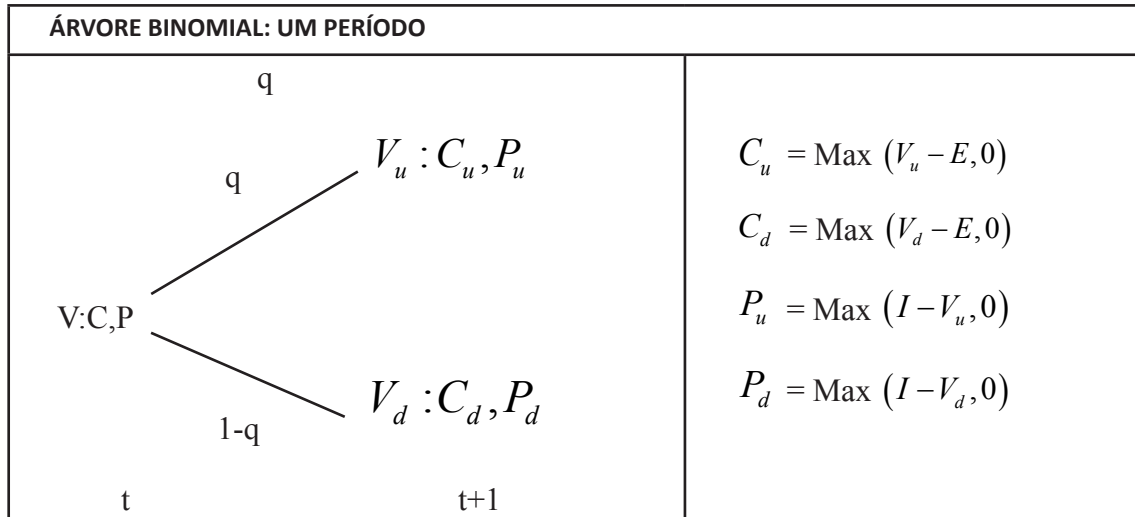 ÁRVORE BINOMIAL: UM PERÍODO
q
V_u : C_u, P_u
q
V:C,P
V_d : C_d, P_d
1-q
t t+1
C_u = Max (V_u − E, 0)
C_d = Max (V_d − E, 0)
P_u = Max (I − V_u, 0)
P_d = Max (I − V_d, 0)